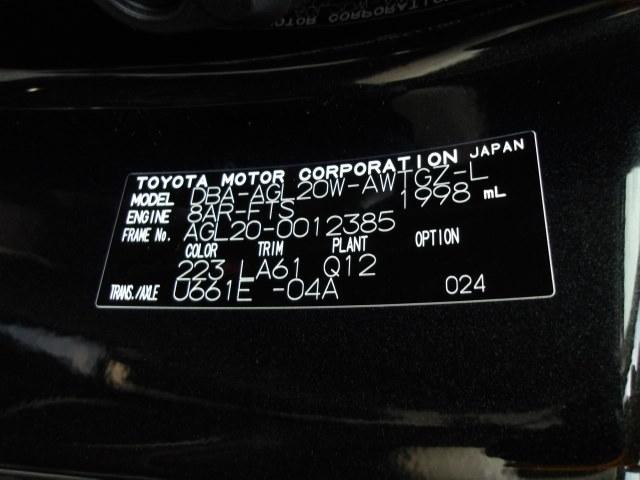 TOYOTA MOTOR CORPORATION JAPAN
MODEL DBA-AGL20W-AWTGZ-L
ENGINE 8AR-FTS 1998 mL
FRAME No. AGL20-0012385
COLOR TRIM PLANT OPTION
223 LA61 Q12
TRANS./AXLE U661E -04A 024